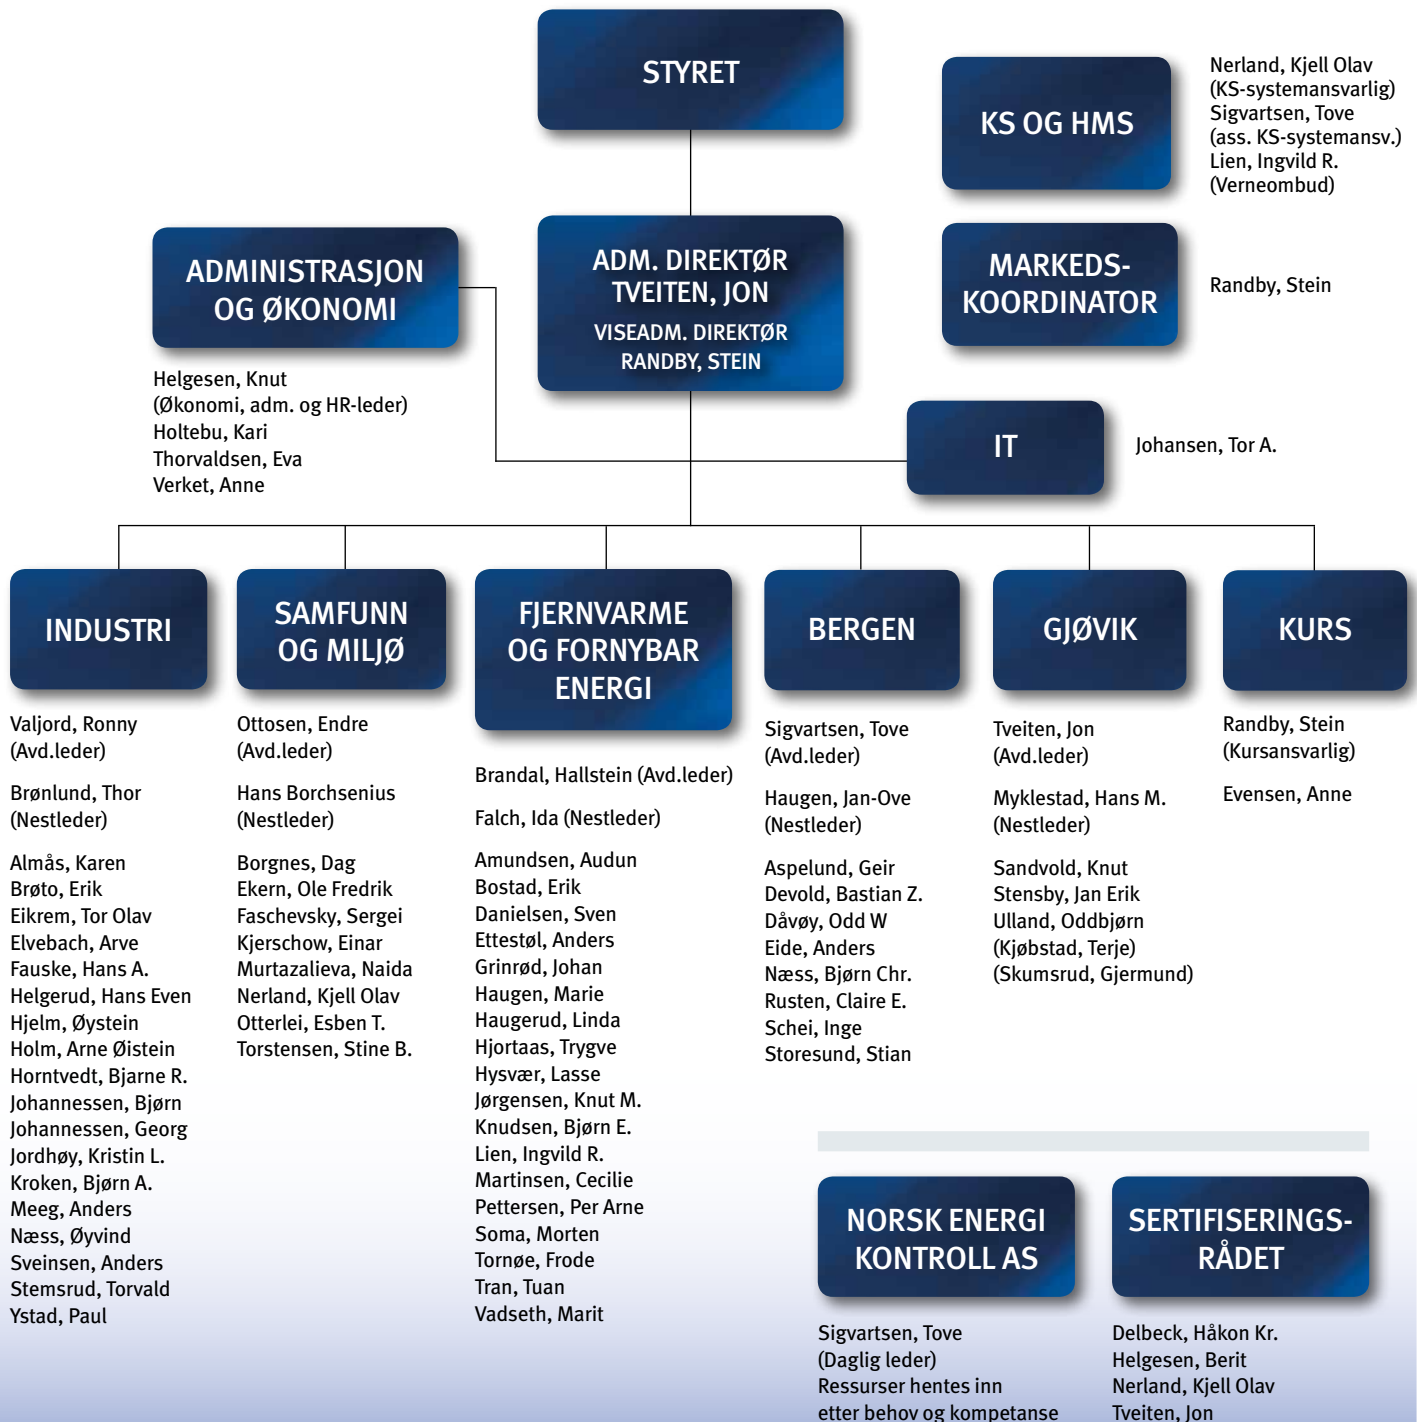 STYRET
KS OG HMS
Nerland, Kjell Olav
(KS-systemansvarlig)
Sigvartsen, Tove
(ass. KS-systemansv.)
Lien, Ingvild R.
(Verneombud)
ADMINISTRASJON
OG ØKONOMI
Helgesen, Knut
(Økonomi, adm. og HR-leder)
Holtebu, Kari
Thorvaldsen, Eva
Verket, Anne
ADM. DIREKTØR
TVEITEN, JON
VISEADM. DIREKTØR
RANDBY, STEIN
MARKEDS-
KOORDINATOR
Randby, Stein
IT
Johansen, Tor A.
INDUSTRI
Valjord, Ronny
(Avd.leder)
Brønlund, Thor
(Nestleder)
Almås, Karen
Brøto, Erik
Eikrem, Tor Olav
Elvebach, Arve
Fauske, Hans A.
Helgerud, Hans Even
Hjelm, Øystein
Holm, Arne Øistein
Horntvedt, Bjarne R.
Johannessen, Bjørn
Johannessen, Georg
Jordhøy, Kristin L.
Kroken, Bjørn A.
Meeg, Anders
Næss, Øyvind
Sveinsen, Anders
Stemsrud, Torvald
Ystad, Paul
SAMFUNN
OG MILJØ
Ottosen, Endre
(Avd.leder)
Hans Borchsenius
(Nestleder)
Borgnes, Dag
Ekern, Ole Fredrik
Faschevsky, Sergei
Kjerschow, Einar
Murtazalieva, Naida
Nerland, Kjell Olav
Otterlei, Esben T.
Torstensen, Stine B.
FJERNVARME
OG FORNYBAR
ENERGI
Brandal, Hallstein (Avd.leder)
Falch, Ida (Nestleder)
Amundsen, Audun
Bostad, Erik
Danielsen, Sven
Ettestøl, Anders
Grinrød, Johan
Haugen, Marie
Haugerud, Linda
Hjortaas, Trygve
Hysvær, Lasse
Jørgensen, Knut M.
Knudsen, Bjørn E.
Lien, Ingvild R.
Martinsen, Cecilie
Pettersen, Per Arne
Soma, Morten
Tornøe, Frode
Tran, Tuan
Vadseth, Marit
BERGEN
Sigvartsen, Tove
(Avd.leder)
Haugen, Jan-Ove
(Nestleder)
Aspelund, Geir
Devold, Bastian Z.
Dåvøy, Odd W
Eide, Anders
Næss, Bjørn Chr.
Rusten, Claire E.
Schei, Inge
Storesund, Stian
GJØVIK
Tveiten, Jon
(Avd.leder)
Myklestad, Hans M.
(Nestleder)
Sandvold, Knut
Stensby, Jan Erik
Ulland, Oddbjørn
(Kjøbstad, Terje)
(Skumsrud, Gjermund)
KURS
Randby, Stein
(Kursansvarlig)
Evensen, Anne
NORSK ENERGI
KONTROLL AS
Sigvartsen, Tove
(Daglig leder)
Ressurser hentes inn
etter behov og kompetanse
SERTIFISERINGS-
RÅDET
Delbeck, Håkon Kr.
Helgesen, Berit
Nerland, Kjell Olav
Tveiten, Jon